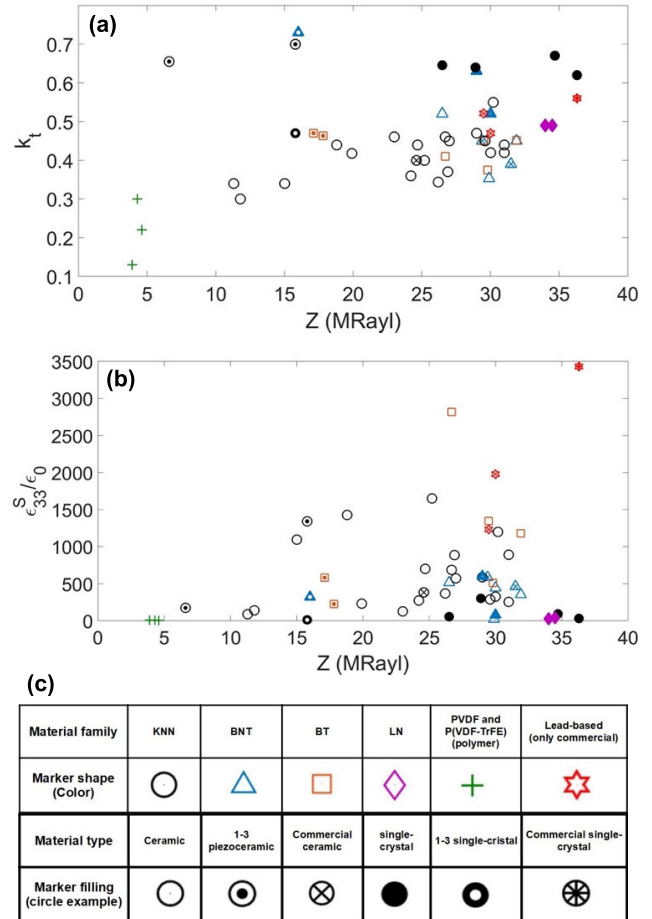 (a)
0.7
0.6
0.5
0.4
0.3
0.2
0.1
k_t
0 5 10 15 20 25 30 35 40
Z (MRayl)
(b)
3500
3000
2500
2000
1500
1000
500
0
ϵ^s_33/ϵ_0
0 5 10 15 20 25 30 35 40
Z (MRayl)
(c)
Material family KNN BNT BT LN PVDF and P(VDF-TrFE) (polymer) Lead-based (only commercial)
Marker shape (Color)
Material type Ceramic 1-3 piezoceramic Commercial ceramic single-crystal 1-3 single-cristal Commercial single-crystal
Marker filling (circle example)